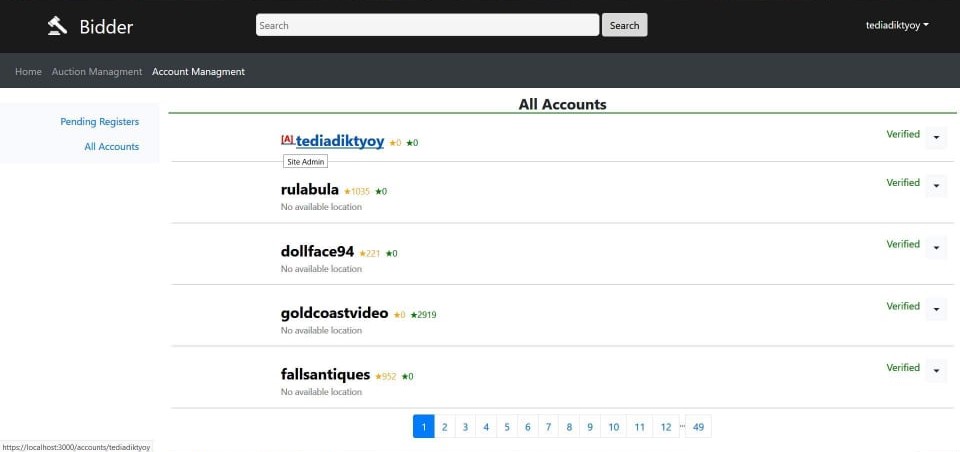 Bidder
Search
Search
tediadiktyoy
Home Auction Managment Account Managment
Pending Registers
All Accounts
All Accounts
[A] tediadiktyoy ★0 ★0
Verified
Site Admin
rulabula ★1035 ★0
Verified
No available location
dollface94 ★221 ★0
Verified
No available location
goldcoastvideo ★0 ★2919
Verified
No available location
fallsantiques ★952 ★0
Verified
No available location
1 2 3 4 5 6 7 8 9 10 11 12 ... 49
https://localhost:3000/accounts/tediadiktyoy